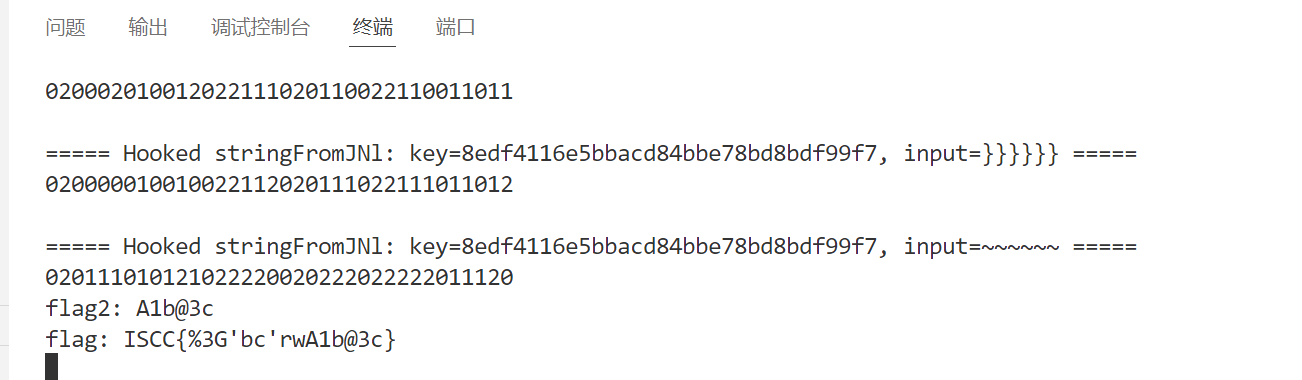 问题 输出 调试控制台 终端 端口
020002010012022111020110022110011011
===== Hooked stringFromJNl: key=8edf4116e5bbacd84bbe78bd8bdf99f7, input=}}}}}} =====
020000010010022112020111022111011012
===== Hooked stringFromJNl: key=8edf4116e5bbacd84bbe78bd8bdf99f7, input=~~~~~~ =====
020111010121022220020222022222011120
flag2: A1b@3c
flag: ISCC{%3G'bc'rwA1b@3c}